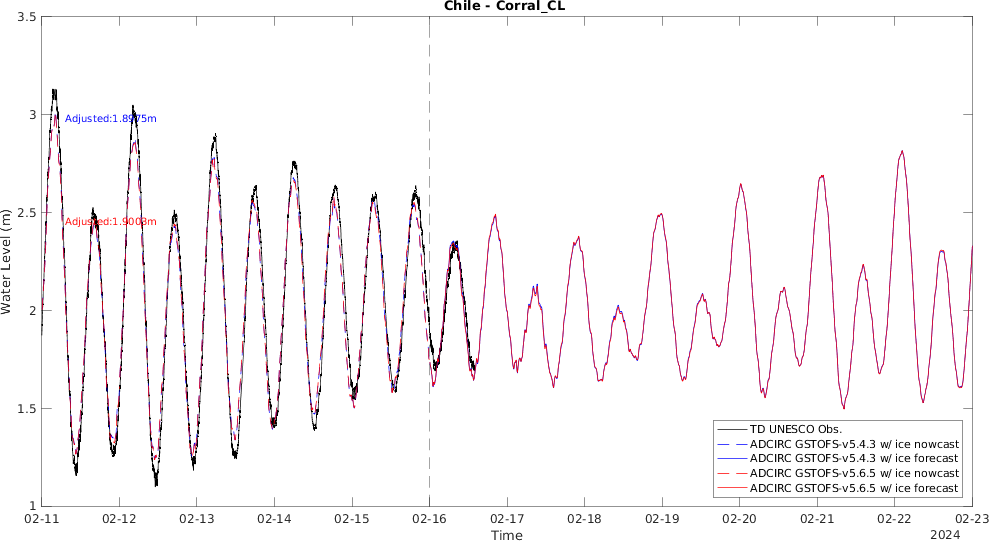 Chile - Corral_CL
3.5
3
2.5
2
1.5
1
Water Level (m)
Adjusted:1.8975m
Adjusted:1.9003m
TD UNESCO Obs.
ADCIRC GSTOFS-v5.4.3 w/ ice nowcast
ADCIRC GSTOFS-v5.4.3 w/ ice forecast
ADCIRC GSTOFS-v5.6.5 w/ ice nowcast
ADCIRC GSTOFS-v5.6.5 w/ ice forecast
02-11 02-12 02-13 02-14 02-15 02-16 02-17 02-18 02-19 02-20 02-21 02-22 02-23
Time
2024